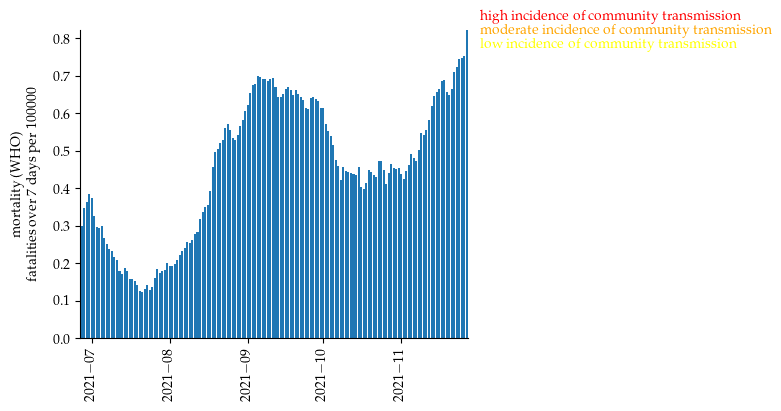 high incidence of community transmission
moderate incidence of community transmission
low incidence of community transmission
mortality (WHO)
fatalities over 7 days per 100000
0.8
0.7
0.6
0.5
0.4
0.3
0.2
0.1
0.0
2021−07
2021−08
2021−09
2021−10
2021−11